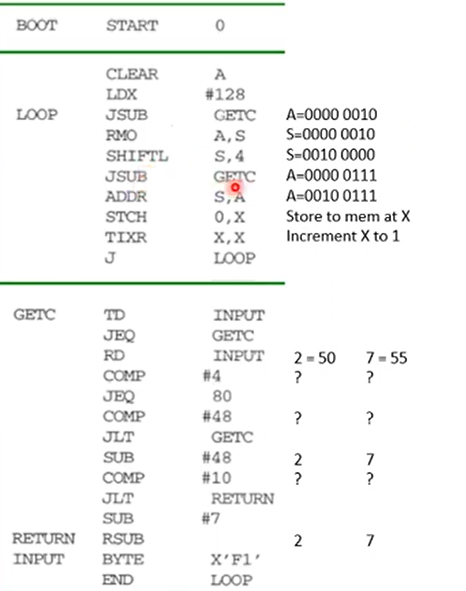 BOOT START 0
CLEAR A
LDX #128
LOOP JSUB GETC A=0000 0010
RMO A,S S=0000 0010
SHIFTL S,4 S=0010 0000
JSUB GETC A=0000 0111
ADDR S,A A=0010 0111
STCH 0,X Store to mem at X
TIXR X,X Increment X to 1
J LOOP
GETC TD INPUT
JEQ GETC
RD INPUT 2 = 50 7 = 55
COMP #4 ? ?
JEQ 80
COMP #48 ? ?
JLT GETC
SUB #48 2 7
COMP #10 ? ?
JLT RETURN
SUB #7
RETURN RSUB 2 7
INPUT BYTE X'F1'
END LOOP